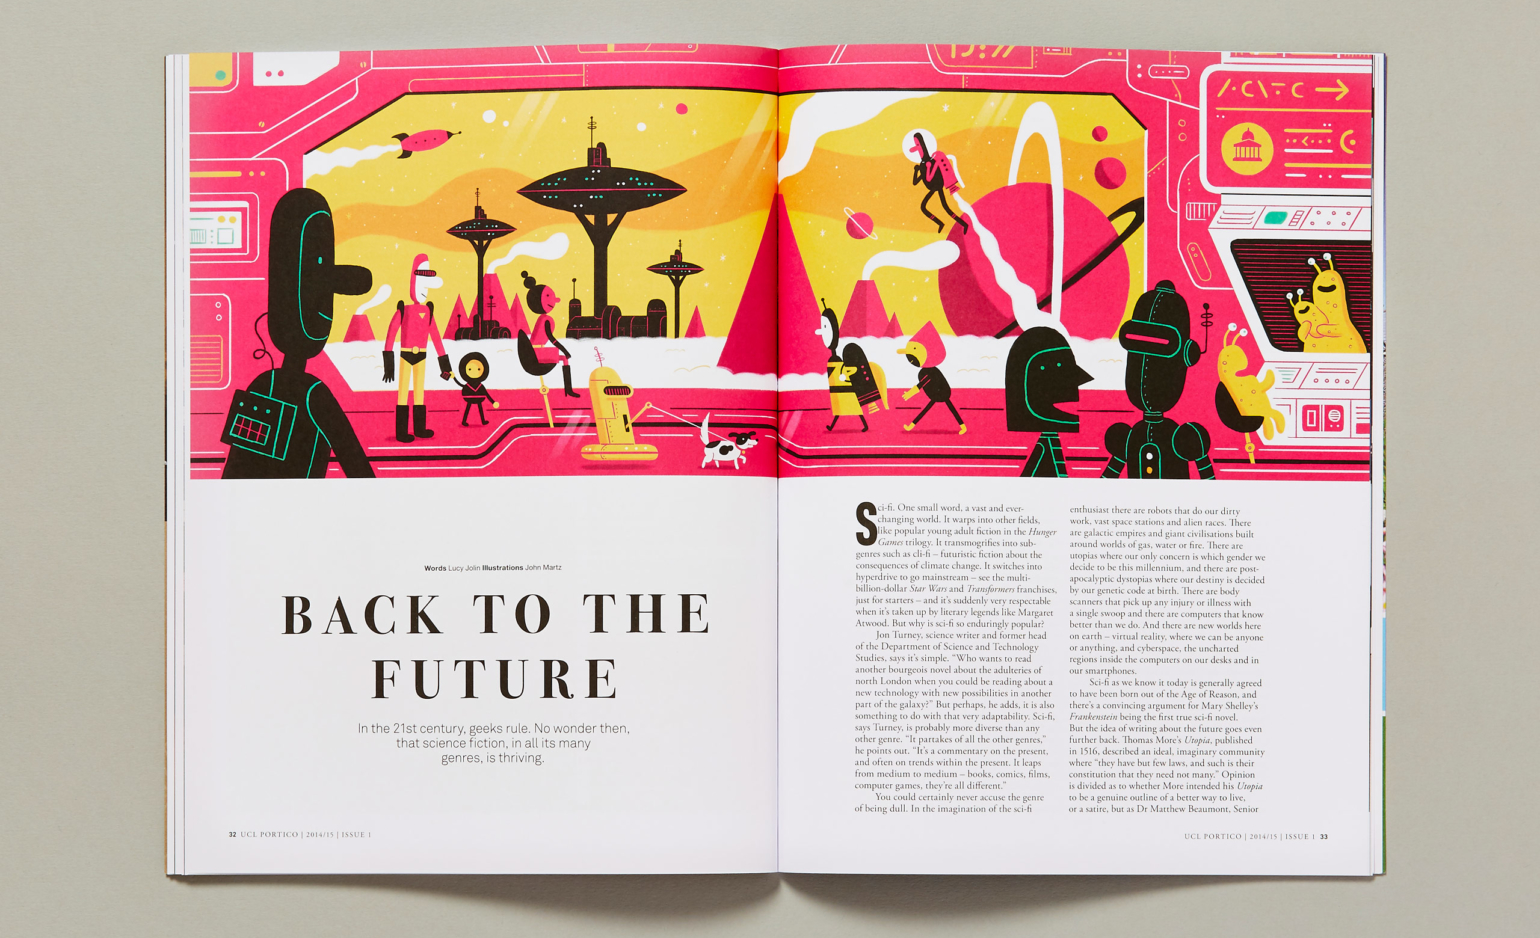 Words Lucy Jolin Illustrations John Martz
BACK TO THE
FUTURE
In the 21st century, geeks rule. No wonder then,
that science fiction, in all its many
genres, is thriving.
32 UCL PORTICO | 2014/15 | ISSUE 1
Sci-fi. One small word, a vast and ever-
changing world. It warps into other fields,
like popular young adult fiction in the Hunger
Games trilogy. It transmogrifies into sub-
genres such as cli-fi – futuristic fiction about the
consequences of climate change. It switches into
hyperdrive to go mainstream – see the multi-
billion-dollar Star Wars and Transformers franchises,
just for starters – and it's suddenly very respectable
when it's taken up by literary legends like Margaret
Atwood. But why is sci-fi so enduringly popular?
Jon Turney, science writer and former head
of the Department of Science and Technology
Studies, says it's simple. "Who wants to read
another bourgeois novel about the adulteries of
north London when you could be reading about a
new technology with new possibilities in another
part of the galaxy?" But perhaps, he adds, it is also
something to do with that very adaptability. Sci-fi,
says Turney, is probably more diverse than any
other genre. "It partakes of all the other genres,"
he points out. "It's a commentary on the present,
and often on trends within the present. It leaps
from medium to medium – books, comics, films,
computer games, they're all different."
You could certainly never accuse the genre
of being dull. In the imagination of the sci-fi
enthusiast there are robots that do our dirty
work, vast space stations and alien races. There
are galactic empires and giant civilisations built
around worlds of gas, water or fire. There are
utopias where our only concern is which gender we
decide to be this millennium, and there are post-
apocalyptic dystopias where our destiny is decided
by our genetic code at birth. There are body
scanners that pick up any injury or illness with
a single swoop and there are computers that know
better than we do. And there are new worlds here
on earth – virtual reality, where we can be anyone
or anything, and cyberspace, the uncharted
regions inside the computers on our desks and in
our smartphones.
Sci-fi as we know it today is generally agreed
to have been born out of the Age of Reason, and
there's a convincing argument for Mary Shelley's
Frankenstein being the first true sci-fi novel.
But the idea of writing about the future goes even
further back. Thomas More's Utopia, published
in 1516, described an ideal, imaginary community
where "they have but few laws, and such is their
constitution that they need not many." Opinion
is divided as to whether More intended his Utopia
to be a genuine outline of a better way to live,
or a satire, but as Dr Matthew Beaumont, Senior
UCL PORTICO | 2014/15 | ISSUE 1 33